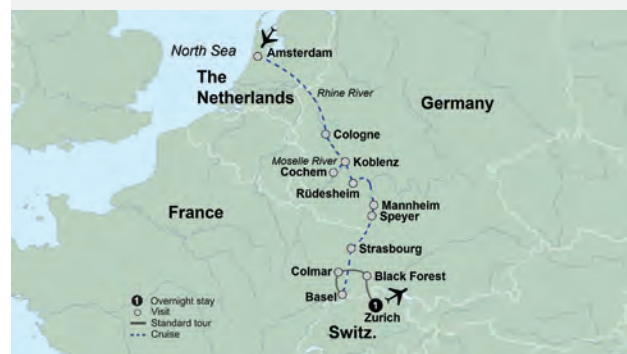 North Sea
Amsterdam
The
Netherlands
Rhine River
Germany
Cologne
Moselle River
Koblenz
Cochem
Rüdesheim
Mannheim
Speyer
France
Strasbourg
Colmar
Black Forest
Basel
1
Zurich
Switz.
1 Overnight stay
Visit
Standard tour
Cruise